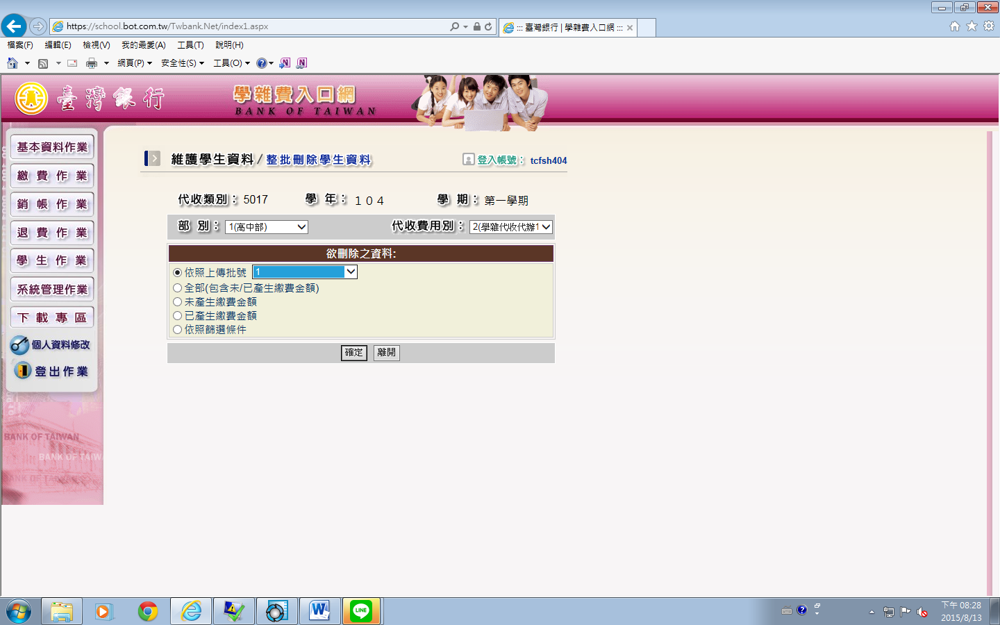 https://school.bot.com.tw/Twbank.Net/index1.aspx
::: 臺灣銀行 | 學雜費入口網 :::
檔案(F) 編輯(E) 檢視(V) 我的最愛(A) 工具(T) 說明(H)
網頁(P) 安全性(S) 工具(O)
臺灣銀行
學雜費入口網
BANK OF TAIWAN
基本資料作業
繳費作業
銷帳作業
退費作業
學生作業
系統管理作業
下載專區
個人資料修改
登出作業
BANK OF TAIWAN
BANK OF TAIW
BANK OF TAIWAN
維護學生資料 / 整批刪除學生資料
登入帳號： tcfsh404
代收類別： 5017 學 年： １０４ 學 期： 第一學期
部 別： 1(高中部) 代收費用別： 2(學雜代收代辦1
欲刪除之資料:
依照上傳批號 1
全部(包含未/已產生繳費金額)
未產生繳費金額
已產生繳費金額
依照篩選條件
確定 離開
LINE
下午 08:28
2015/8/13